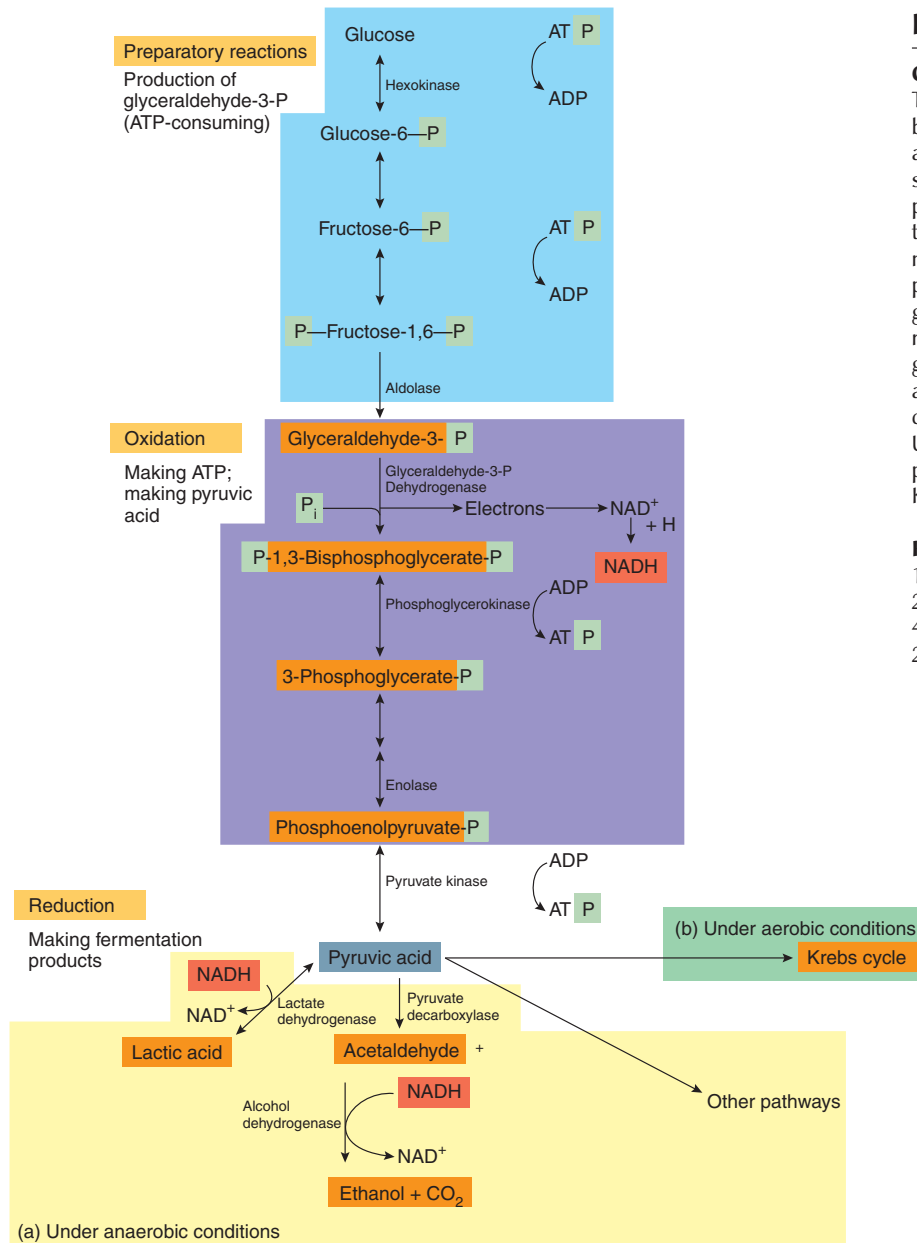 Preparatory reactions
Production of
glyceraldehyde-3-P
(ATP-consuming)
Glucose
Hexokinase
AT P
ADP
Glucose-6—P
Fructose-6—P
AT P
ADP
P—Fructose-1,6—P
Aldolase
Oxidation
Making ATP;
making pyruvic
acid
Glyceraldehyde-3- P
Glyceraldehyde-3-P
Dehydrogenase
Pi
Electrons
NAD+
+ H
NADH
P-1,3-Bisphosphoglycerate-P
Phosphoglycerokinase
ADP
AT P
3-Phosphoglycerate-P
Enolase
Phosphoenolpyruvate-P
Pyruvate kinase
ADP
AT P
Reduction
Making fermentation
products
Pyruvic acid
(b) Under aerobic conditions
Krebs cycle
NADH
NAD+
Lactate
dehydrogenase
Lactic acid
Pyruvate
decarboxylase
Acetaldehyde +
NADH
Alcohol
dehydrogenase
NAD+
Ethanol + CO2
Other pathways
(a) Under anaerobic conditions